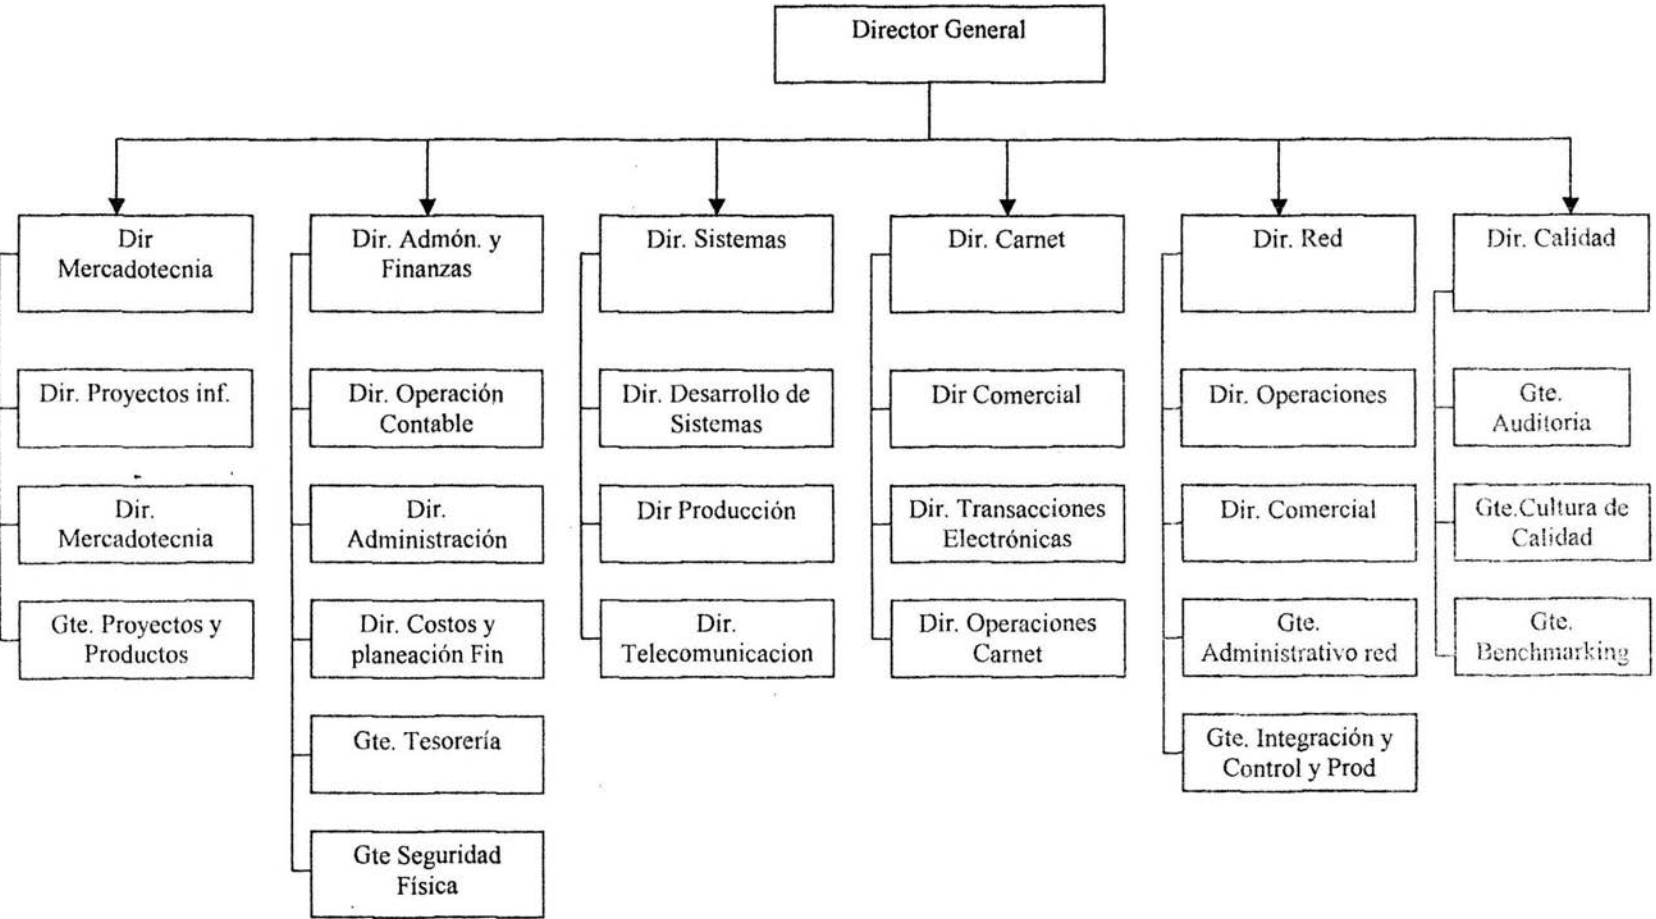 Director General
Dir
Mercadotecnia
Dir. Admón. y
Finanzas
Dir. Sistemas
Dir. Carnet
Dir. Red
Dir. Calidad
Dir. Proyectos inf.
Dir. Operación
Contable
Dir. Desarrollo de
Sistemas
Dir Comercial
Dir. Operaciones
Gte.
Auditoria
Dir.
Mercadotecnia
Dir.
Administración
Dir Producción
Dir. Transacciones
Electrónicas
Dir. Comercial
Gte.Cultura de
Calidad
Gte. Proyectos y
Productos
Dir. Costos y
planeación Fin
Dir.
Telecomunicacion
Dir. Operaciones
Carnet
Gte.
Administrativo red
Gte.
Benchmarking
Gte. Tesorería
Gte. Integración y
Control y Prod
Gte Seguridad
Física